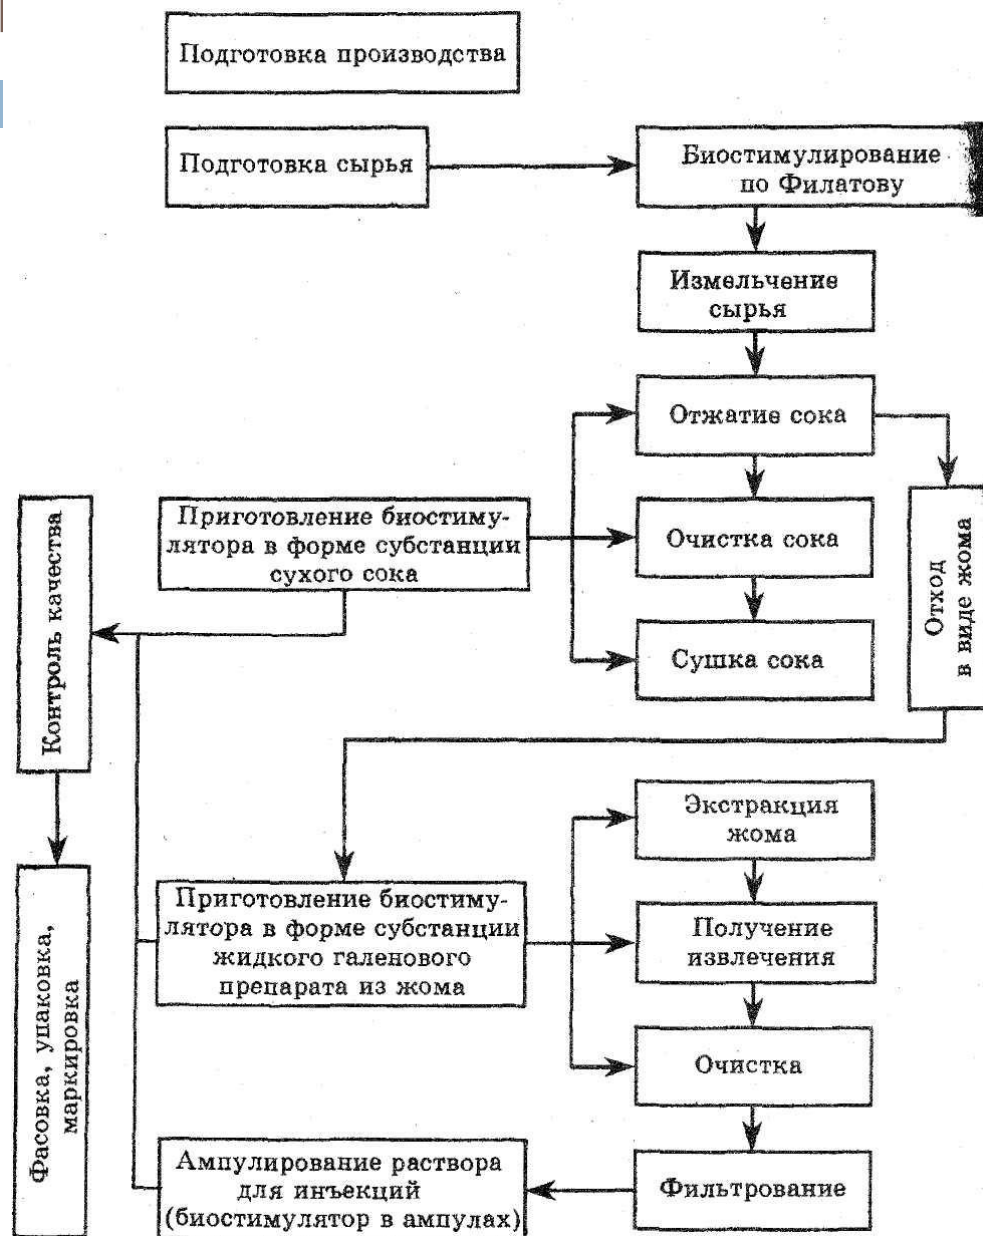 Подготовка производства
Подготовка сырья
Биостимулирование
по Филатову
Измельчение
сырья
Отжатие сока
Приготовление биостиму-
лятора в форме субстанции
сухого сока
Очистка сока
Отход
в виде жома
Контроль качества
Сушка сока
Экстракция
жома
Приготовление биостиму-
лятора в форме субстанции
жидкого галенового
препарата из жома
Получение
извлечения
Фасовка, упаковка,
маркировка
Очистка
Ампулирование раствора
для инъекций
(биостимулятор в ампулах)
Фильтрование